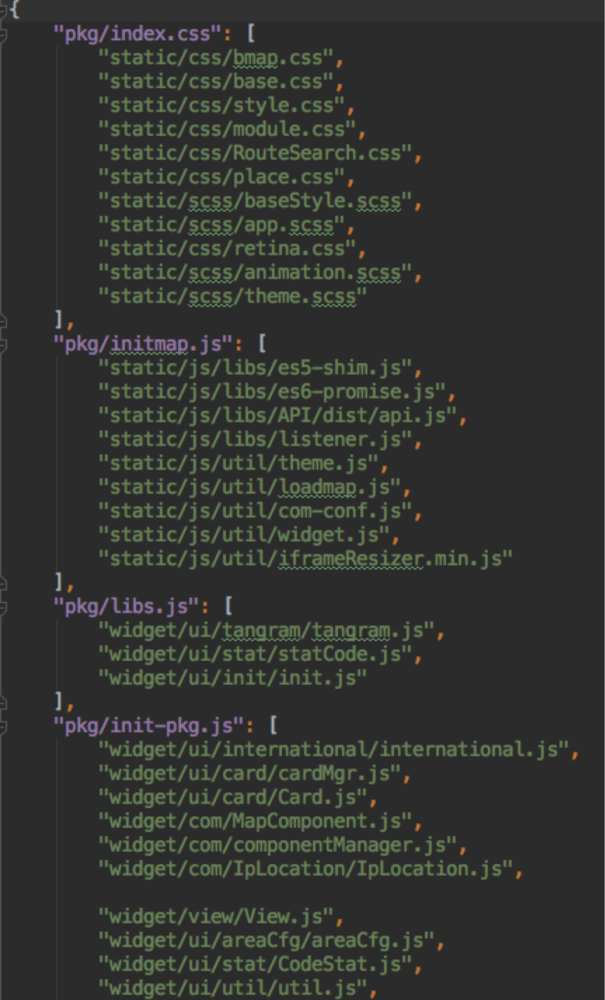 {
    "pkg/index.css": [
        "static/css/bmap.css",
        "static/css/base.css",
        "static/css/style.css",
        "static/css/module.css",
        "static/css/RouteSearch.css",
        "static/css/place.css",
        "static/scss/baseStyle.scss",
        "static/scss/app.scss",
        "static/css/retina.css",
        "static/scss/animation.scss",
        "static/scss/theme.scss"
    ],
    "pkg/initmap.js": [
        "static/js/libs/es5-shim.js",
        "static/js/libs/es6-promise.js",
        "static/js/libs/API/dist/api.js",
        "static/js/libs/listener.js",
        "static/js/util/theme.js",
        "static/js/util/loadmap.js",
        "static/js/util/com-conf.js",
        "static/js/util/widget.js",
        "static/js/util/iframeResizer.min.js"
    ],
    "pkg/libs.js": [
        "widget/ui/tangram/tangram.js",
        "widget/ui/stat/statCode.js",
        "widget/ui/init/init.js"
    ],
    "pkg/init-pkg.js": [
        "widget/ui/international/international.js",
        "widget/ui/card/cardMgr.js",
        "widget/ui/card/Card.js",
        "widget/com/MapComponent.js",
        "widget/com/componentManager.js",
        "widget/com/IpLocation/IpLocation.js",

        "widget/view/View.js",
        "widget/ui/areaCfg/areaCfg.js",
        "widget/ui/stat/CodeStat.js",
        "widget/ui/util/util.js",